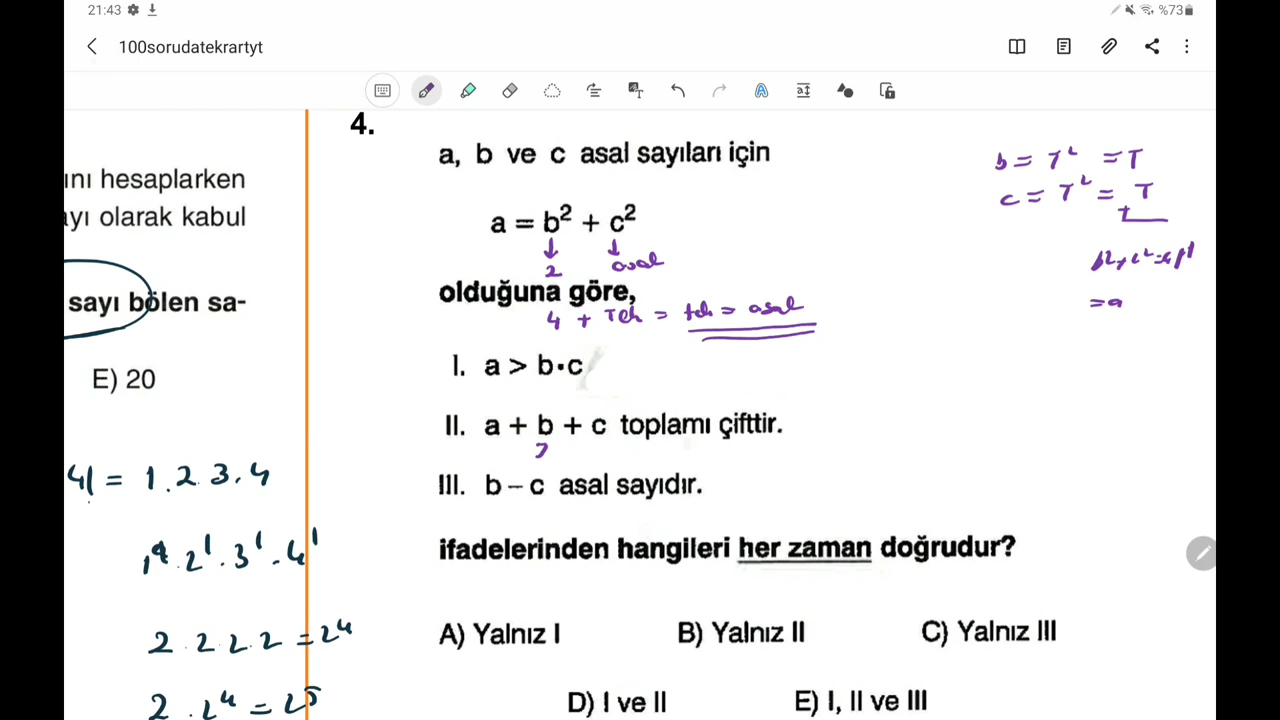 21:43
%73
100sorudatekrartyt
ını hesaplarken
ayı olarak kabul
sayı bölen sa-
E) 20
4! = 1.2.3.4
2.2.2.2 = 2⁴
2.2⁴ = 2⁵
4.
a, b ve c asal sayıları için
a = b² + c²
2 asal
olduğuna göre,
4 + Tek = tek = asal
I. a > b·c
II. a + b + c toplamı çifttir.
2
III. b – c asal sayıdır.
ifadelerinden hangileri her zaman doğrudur?
A) Yalnız I B) Yalnız II C) Yalnız III
D) I ve II E) I, II ve III
b = T² = T
c = T² = T
+
= a